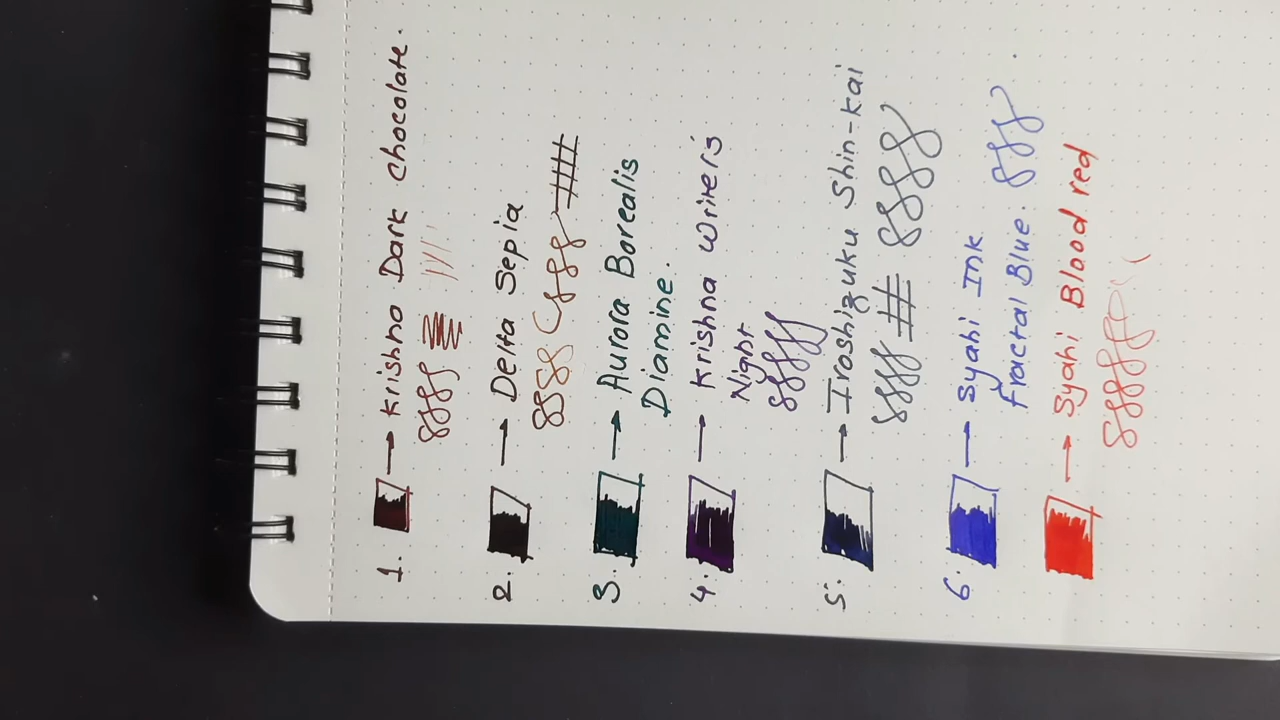 1. → Krishna Dark chocolate.
2. → Delta Sepia
3. → Aurora Borealis
Diamine.
4. → Krishna Writer's
Night
5. → Iroshizuku Shin-kai
6. → Syahi Ink
Fractal Blue.
→ Syahi Blood red